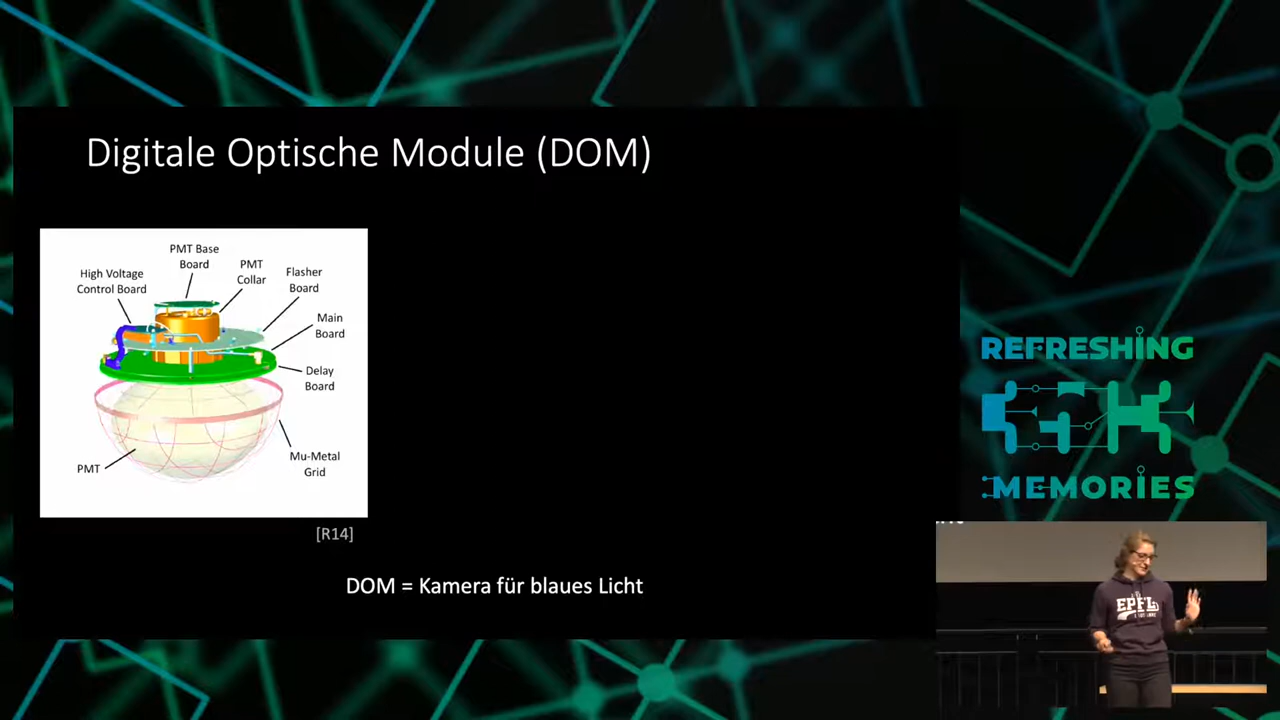 Digitale Optische Module (DOM)
PMT Base
Board
PMT
Collar
High Voltage
Control Board
Flasher
Board
Main
Board
Delay
Board
Mu-Metal
Grid
PMT
[R14]
DOM = Kamera für blaues Licht
REFRESHING
MEMORIES
EPFL